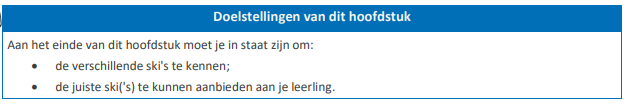 Doelstellingen van dit hoofdstuk
Aan het einde van dit hoofdstuk moet je in staat zijn om:
• de verschillende ski's te kennen;
• de juiste ski('s) te kunnen aanbieden aan je leerling.